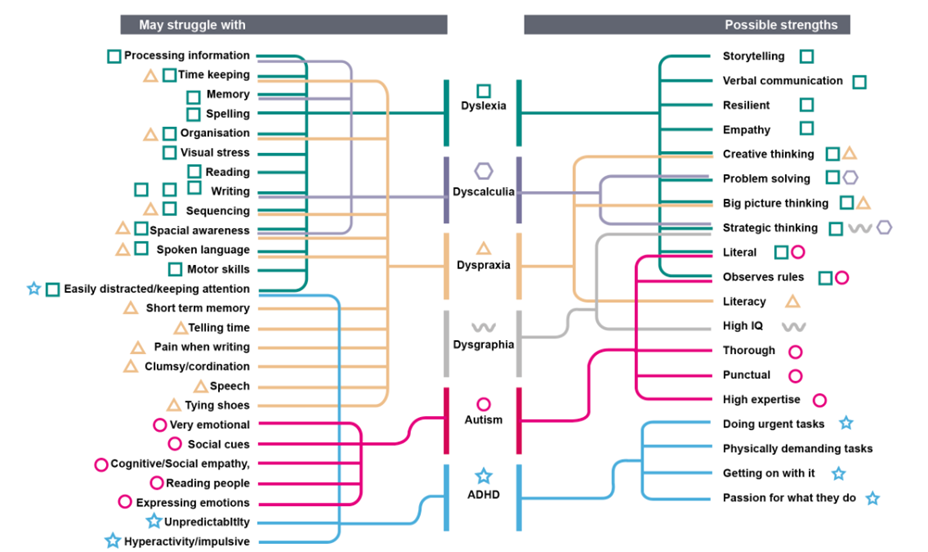 May struggle with
Possible strengths
Processing information
Time keeping
Memory
Spelling
Organisation
Visual stress
Reading
Writing
Sequencing
Spacial awareness
Spoken language
Motor skills
Easily distracted/keeping attention
Short term memory
Telling time
Pain when writing
Clumsy/cordination
Speech
Tying shoes
Very emotional
Social cues
Cognitive/Social empathy,
Reading people
Expressing emotions
Unpredictabltlty
Hyperactivity/impulsive
Dyslexia
Dyscalculia
Dyspraxia
Dysgraphia
Autism
ADHD
Storytelling
Verbal communication
Resilient
Empathy
Creative thinking
Problem solving
Big picture thinking
Strategic thinking
Literal
Observes rules
Literacy
High IQ
Thorough
Punctual
High expertise
Doing urgent tasks
Physically demanding tasks
Getting on with it
Passion for what they do